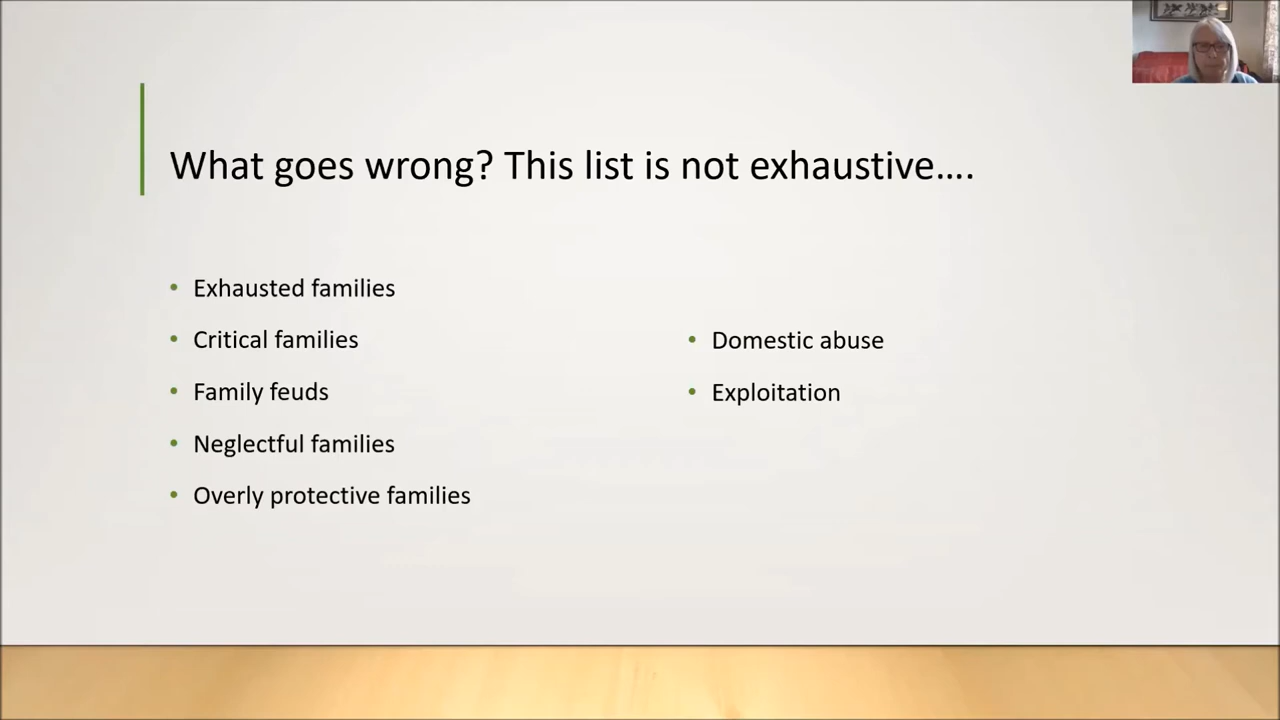 What goes wrong? This list is not exhaustive….
• Exhausted families
• Critical families
• Family feuds
• Neglectful families
• Overly protective families
• Domestic abuse
• Exploitation